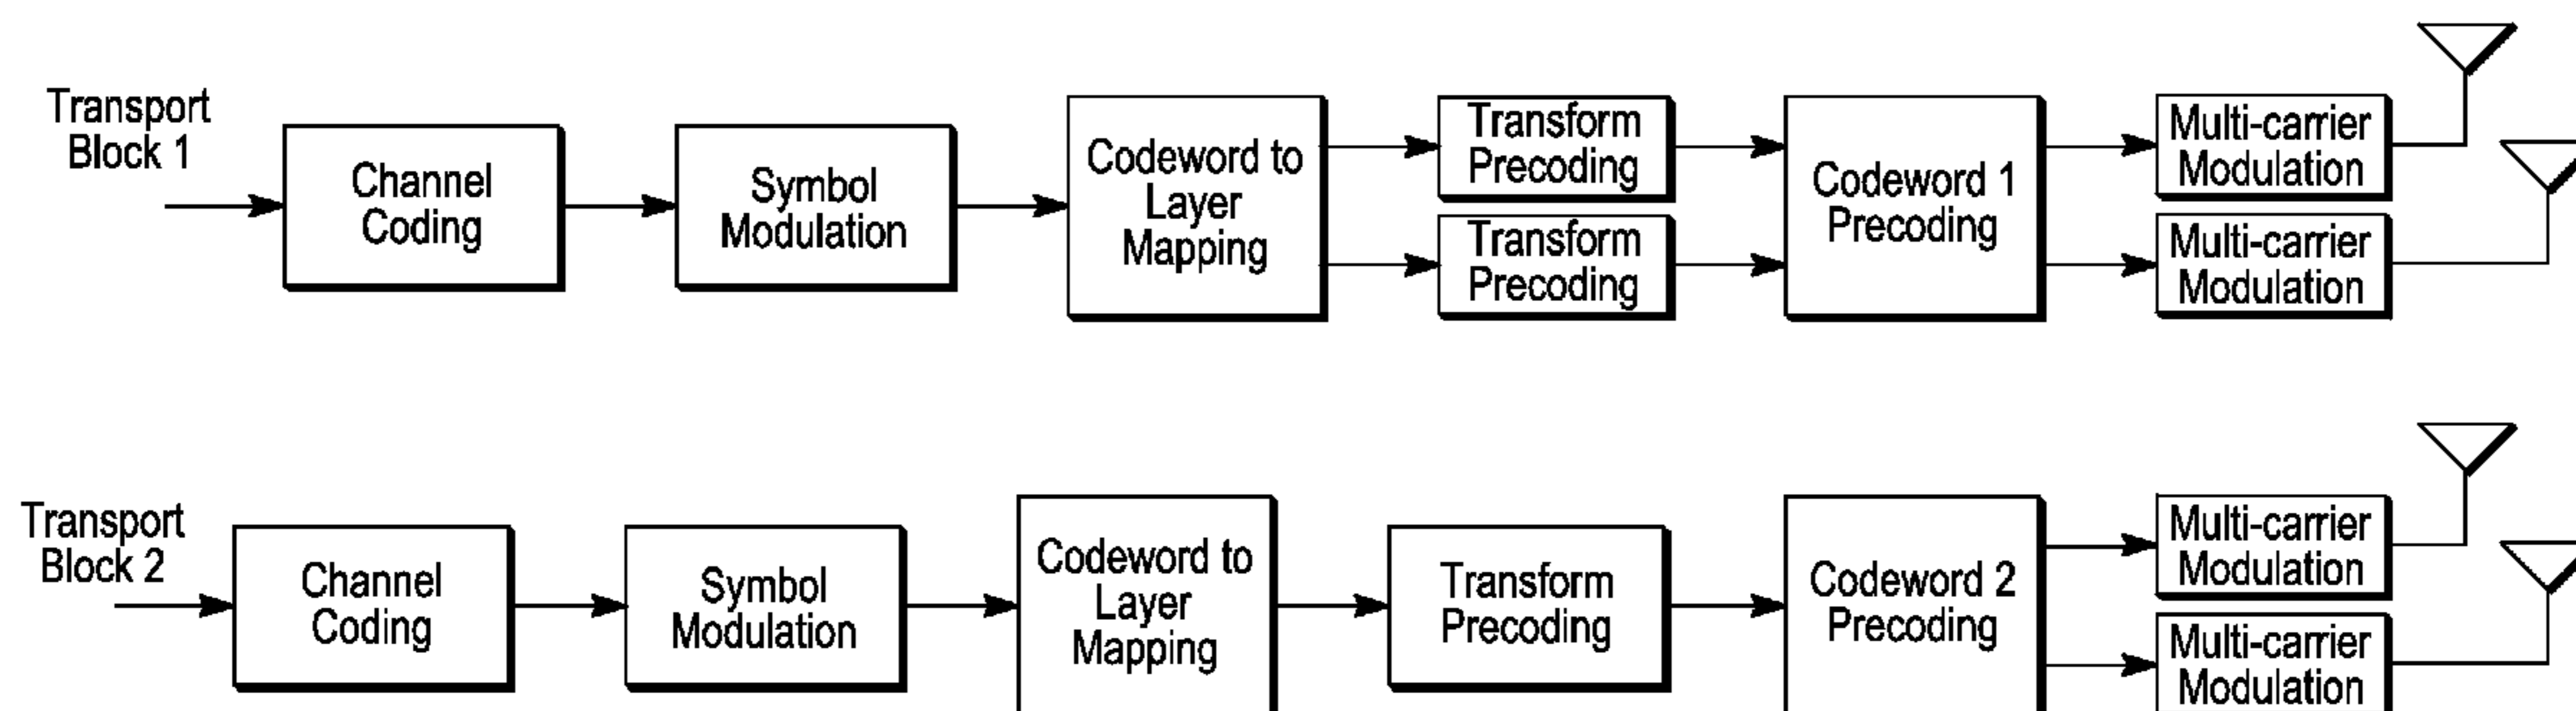 Transport
Block 1
Channel
Coding
Symbol
Modulation
Codeword to
Layer
Mapping
Transform
Precoding
Transform
Precoding
Codeword 1
Precoding
Multi-carrier
Modulation
Multi-carrier
Modulation
Transport
Block 2
Channel
Coding
Symbol
Modulation
Codeword to
Layer
Mapping
Transform
Precoding
Codeword 2
Precoding
Multi-carrier
Modulation
Multi-carrier
Modulation